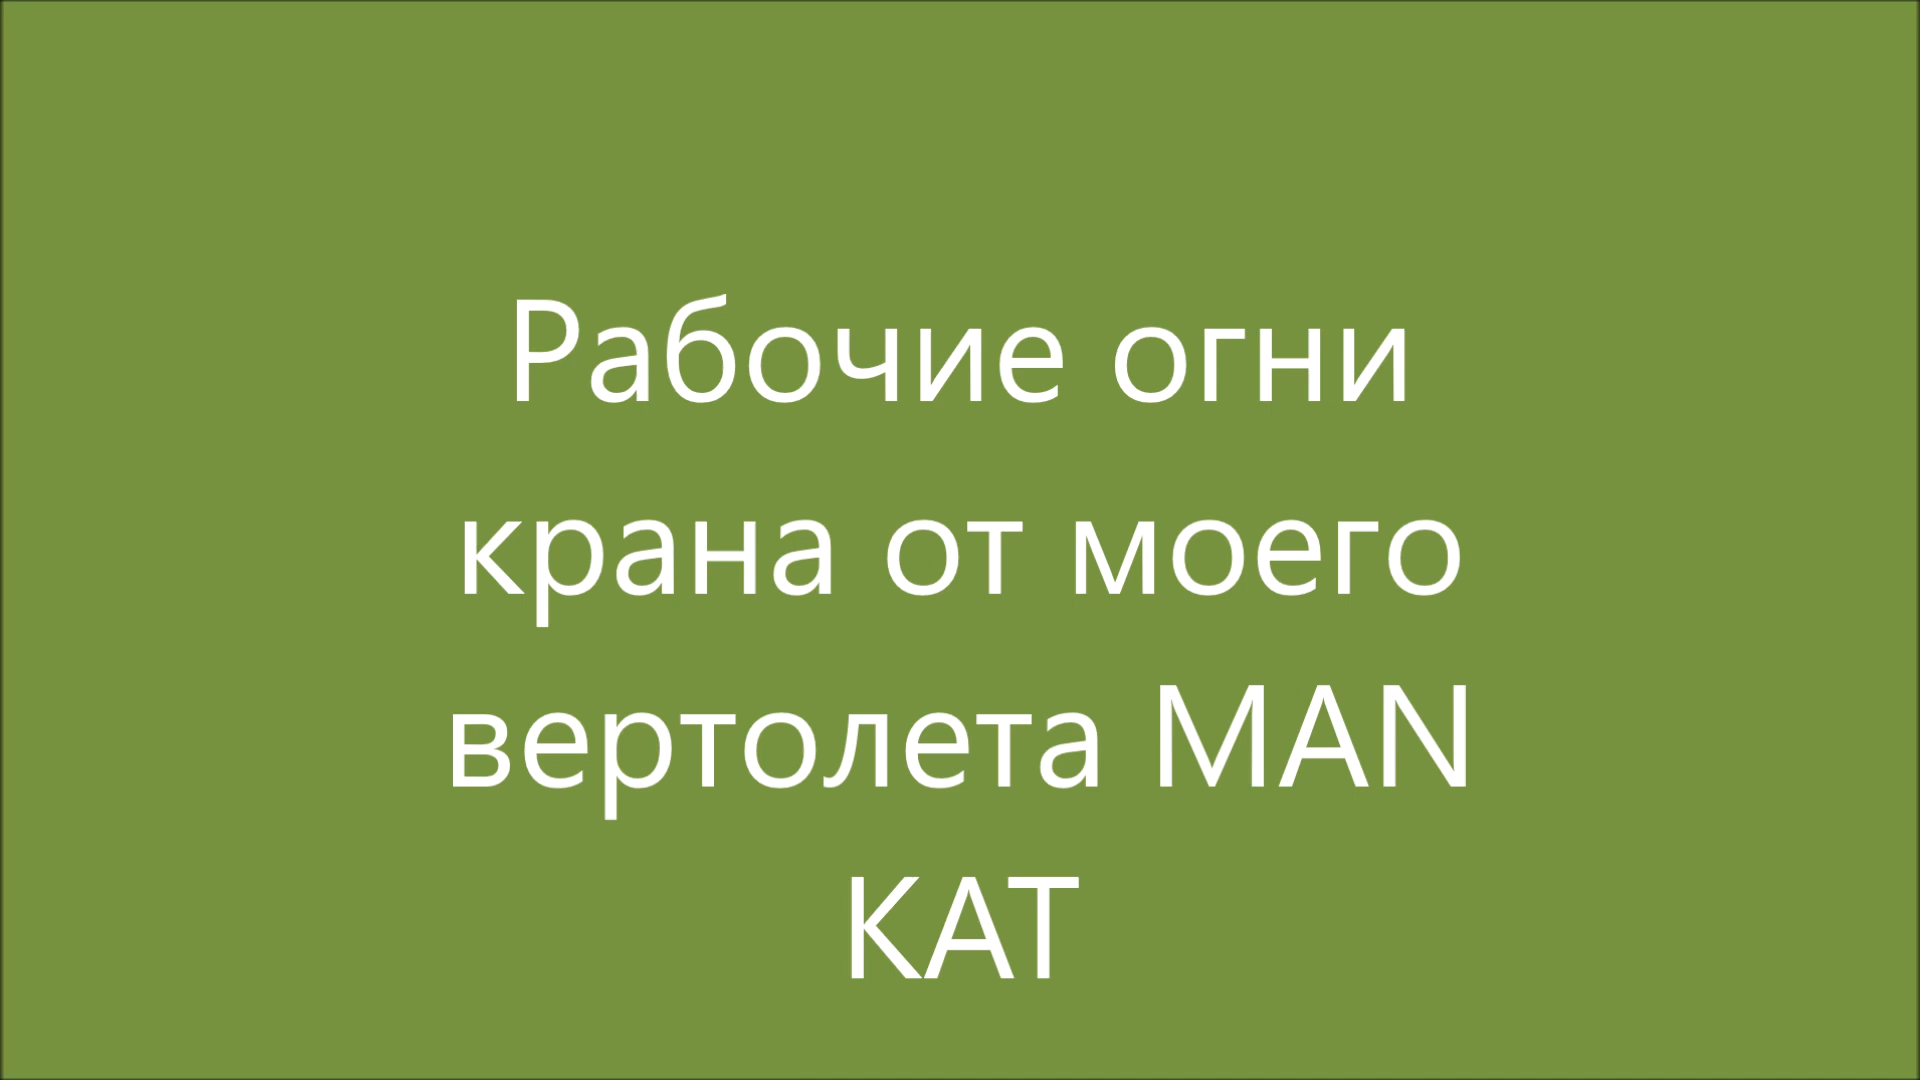 Рабочие огни
крана от моего
вертолета MAN
KAT